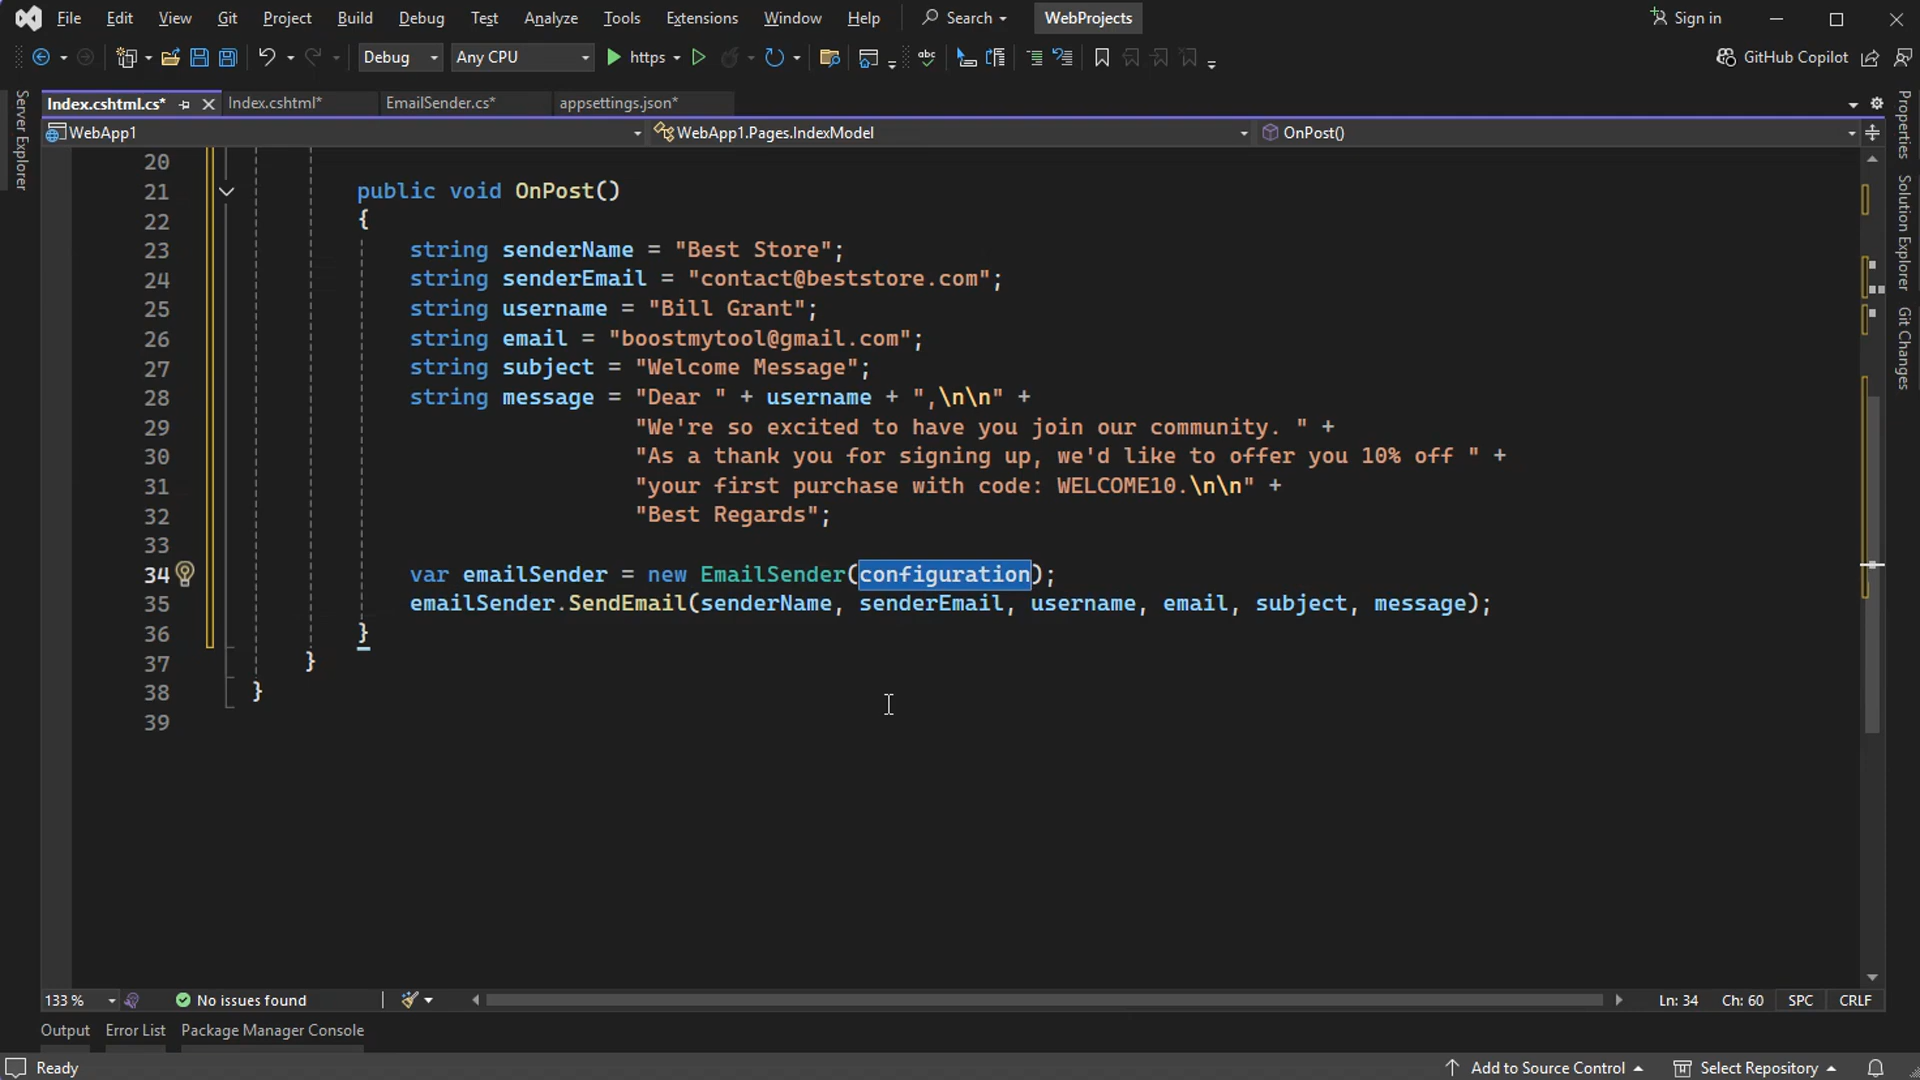 File Edit View Git Project Build Debug Test Analyze Tools Extensions Window Help Search WebProjects Sign in
Debug Any CPU https abc GitHub Copilot
Index.cshtml.cs* Index.cshtml* EmailSender.cs* appsettings.json*
WebApp1 WebApp1.Pages.IndexModel OnPost()
Server Explorer
Properties
Solution Explorer
Git Changes
20
21 public void OnPost()
22 {
23 string senderName = "Best Store";
24 string senderEmail = "contact@beststore.com";
25 string username = "Bill Grant";
26 string email = "boostmytool@gmail.com";
27 string subject = "Welcome Message";
28 string message = "Dear " + username + ",\n\n" +
29 "We're so excited to have you join our community. " +
30 "As a thank you for signing up, we'd like to offer you 10% off " +
31 "your first purchase with code: WELCOME10.\n\n" +
32 "Best Regards";
33
34 var emailSender = new EmailSender(configuration);
35 emailSender.SendEmail(senderName, senderEmail, username, email, subject, message);
36 }
37 }
38 }
39
133 % No issues found Ln: 34 Ch: 60 SPC CRLF
Output Error List Package Manager Console
Ready Add to Source Control Select Repository